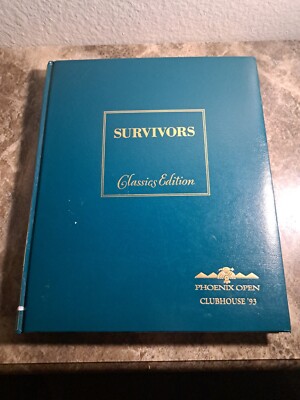 SURVIVORS
Classics Edition
PHOENIX OPEN
CLUBHOUSE '93